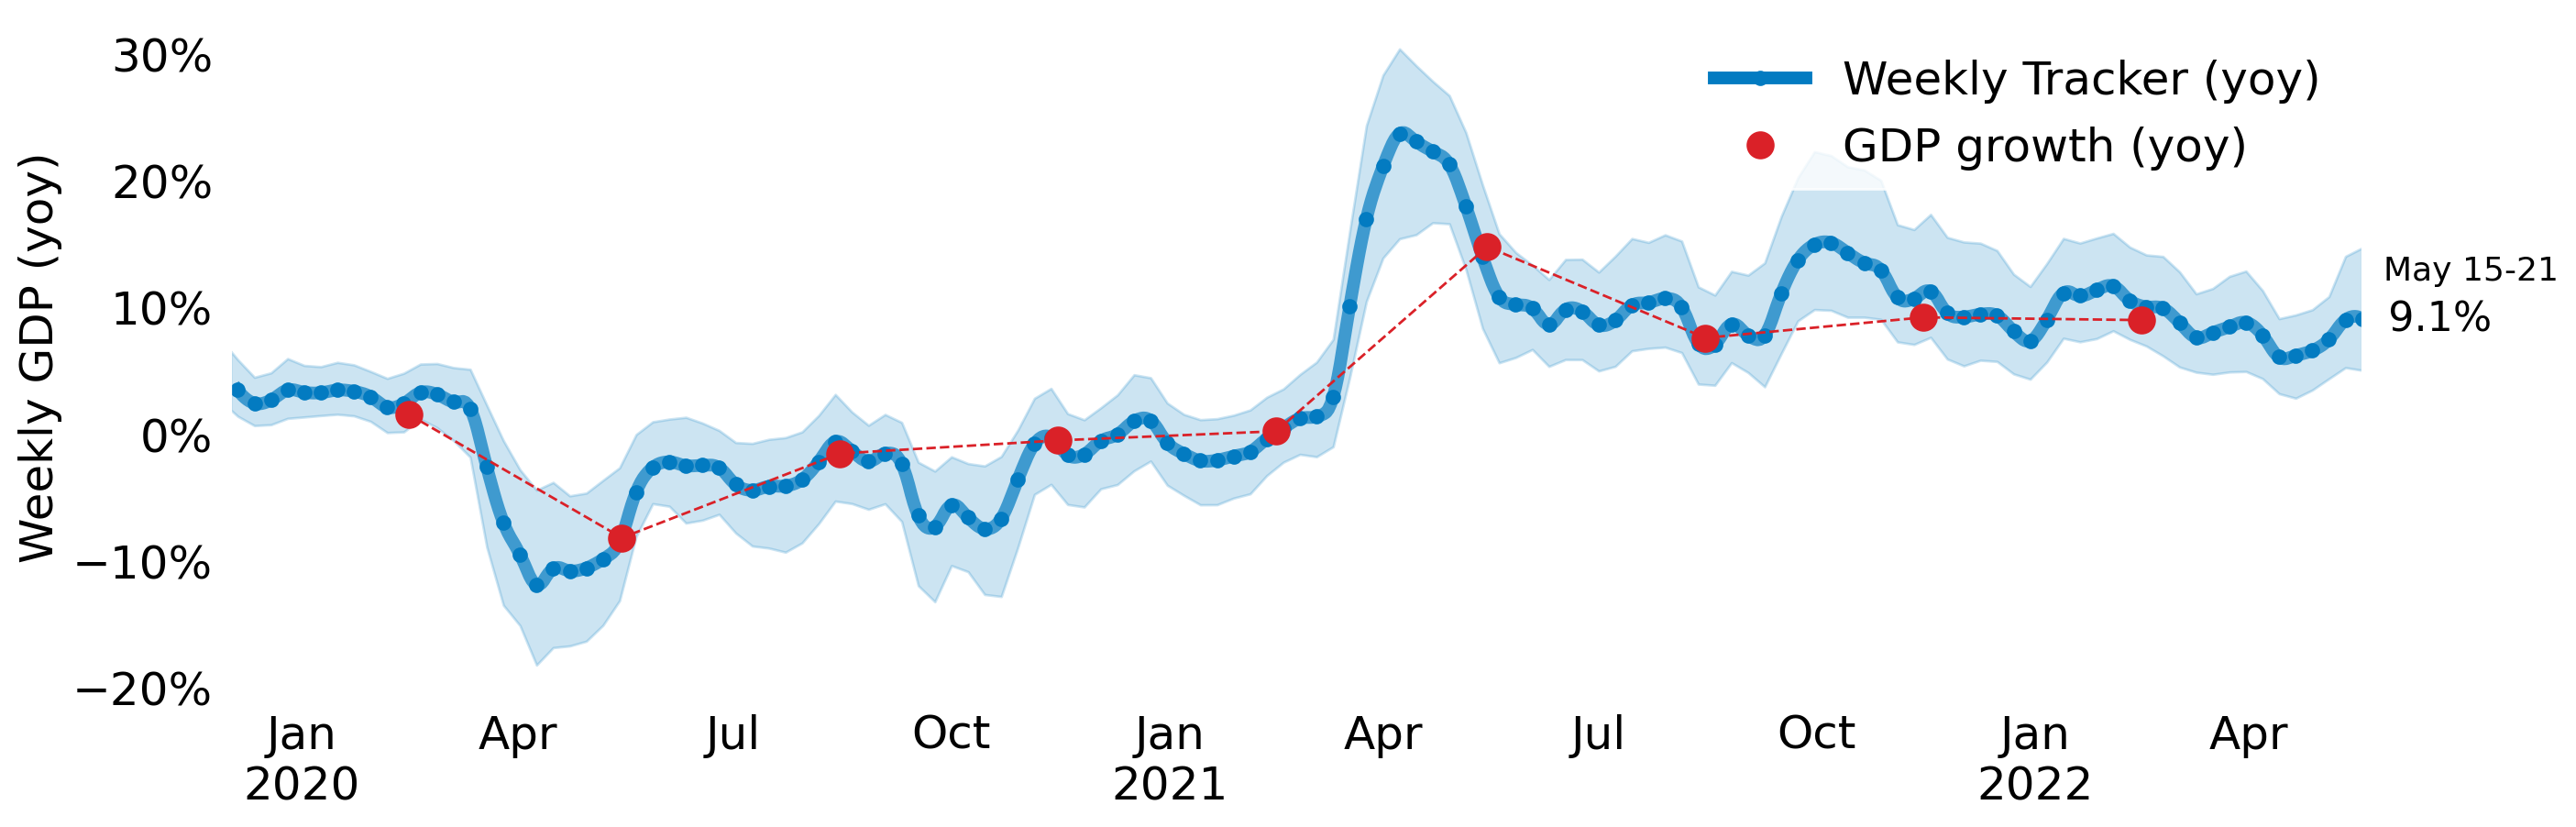 Weekly GDP (yoy)
30%
20%
10%
0%
−10%
−20%
Weekly Tracker (yoy)
GDP growth (yoy)
May 15-21
9.1%
Jan
2020
Apr
Jul
Oct
Jan
2021
Apr
Jul
Oct
Jan
2022
Apr